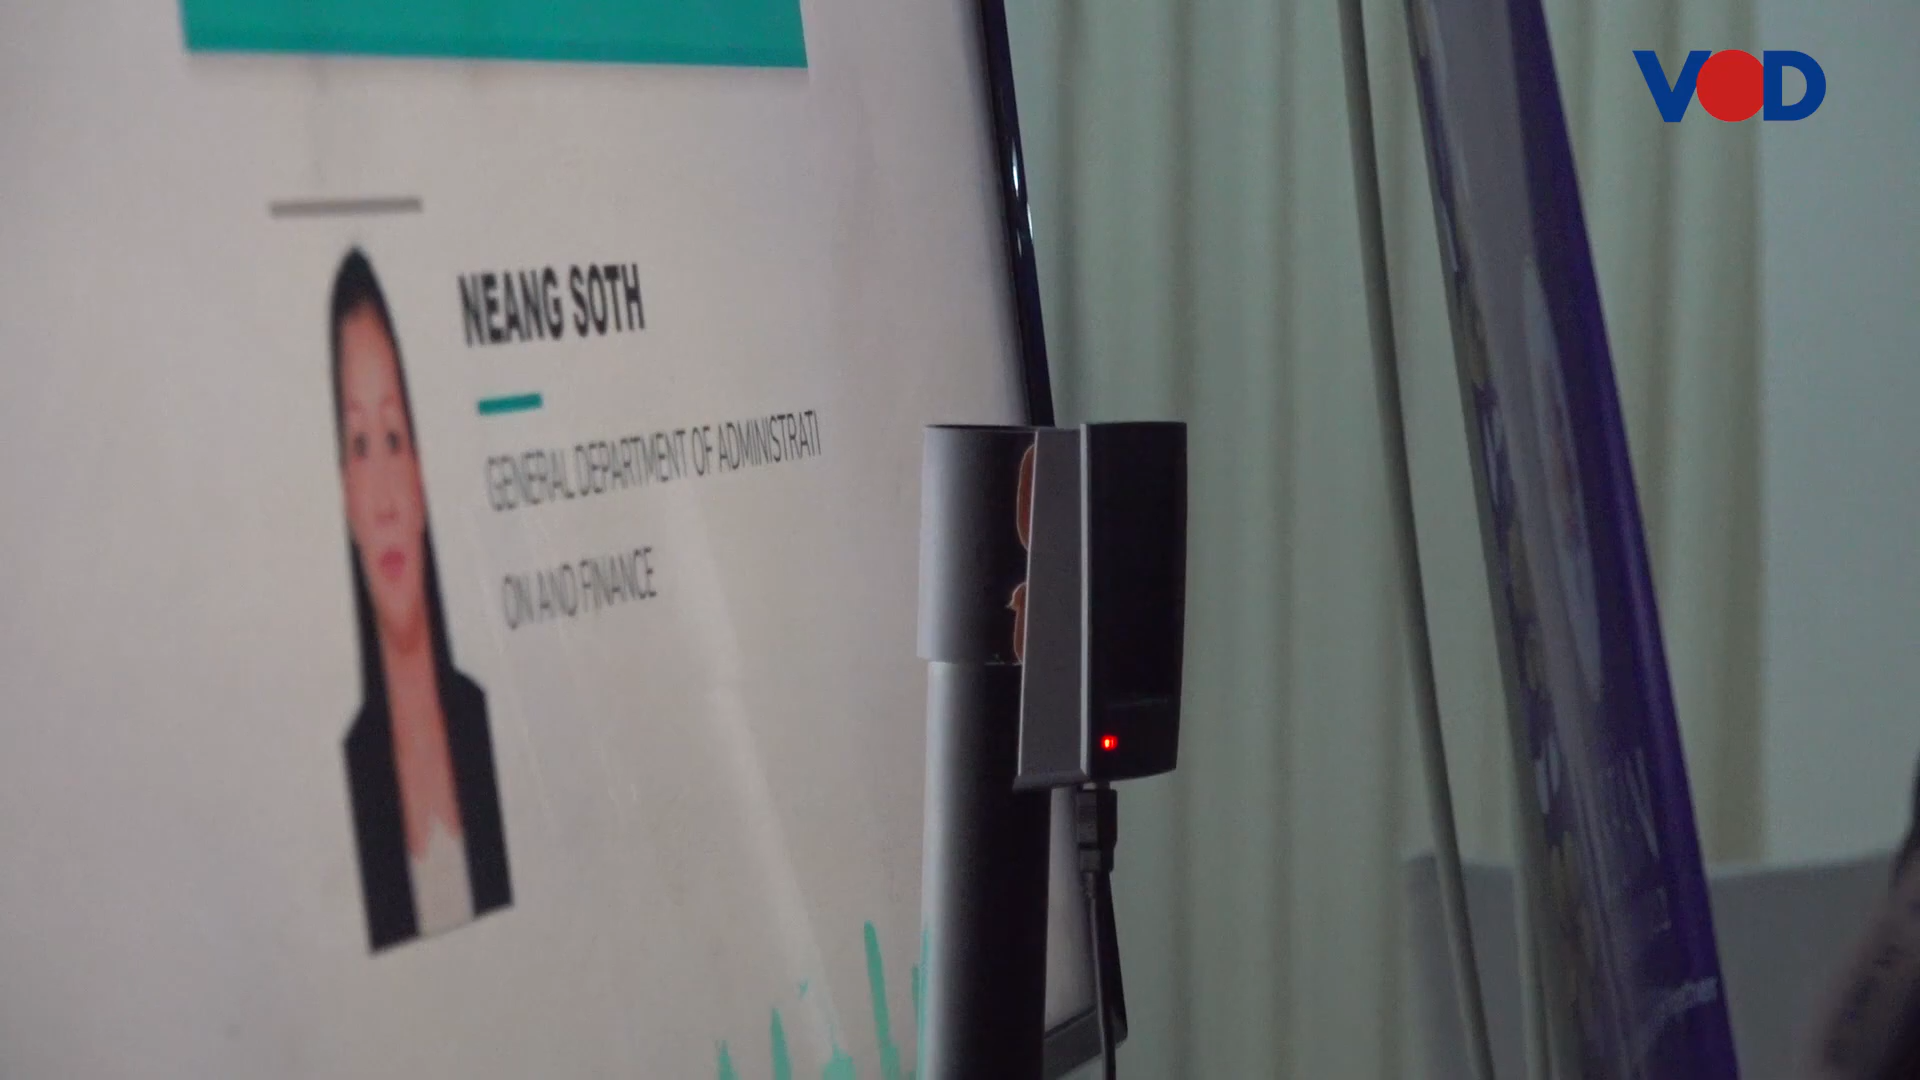 VOD
NEANG SOTH
GENERAL DEPARTMENT OF ADMINISTRATI
ON AND FINANCE